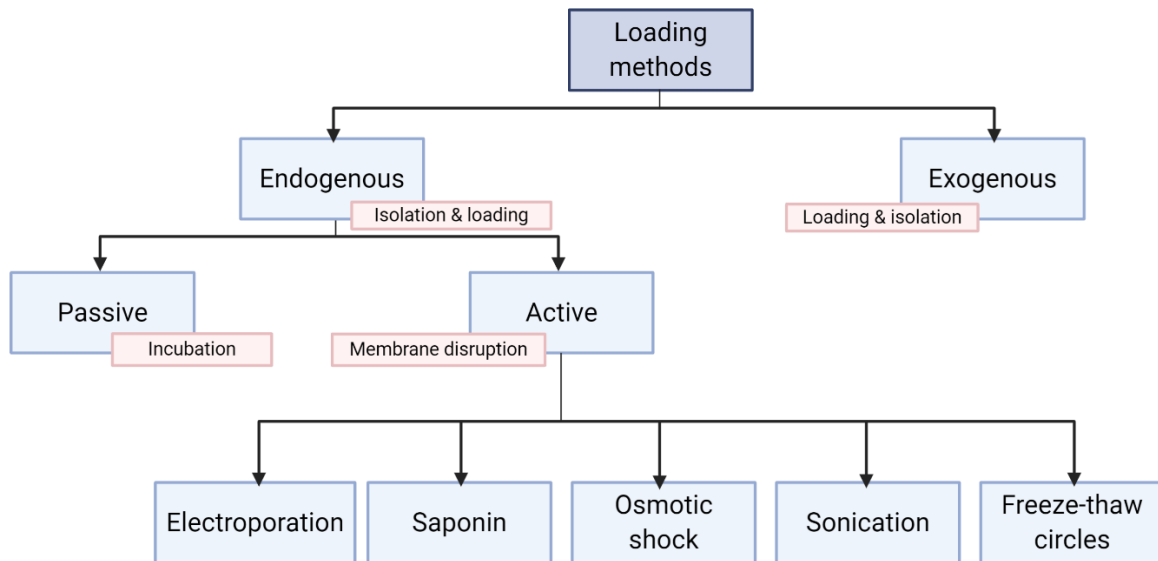 Loading
methods
Endogenous
Exogenous
Isolation & loading
Loading & isolation
Passive
Active
Incubation
Membrane disruption
Electroporation
Saponin
Osmotic
shock
Sonication
Freeze-thaw
circles